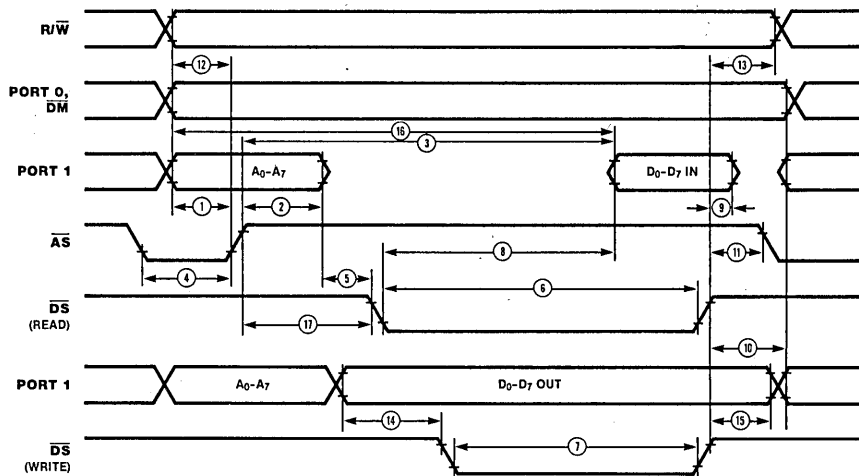 R/W̅
12
13
PORT 0,
D̅M̅
16
3
PORT 1
A₀-A₇
D₀-D₇ IN
1
2
9
A̅S̅
8
11
4
5
6
D̅S̅
(READ)
17
10
PORT 1
A₀-A₇
D₀-D₇ OUT
14
15
7
D̅S̅
(WRITE)